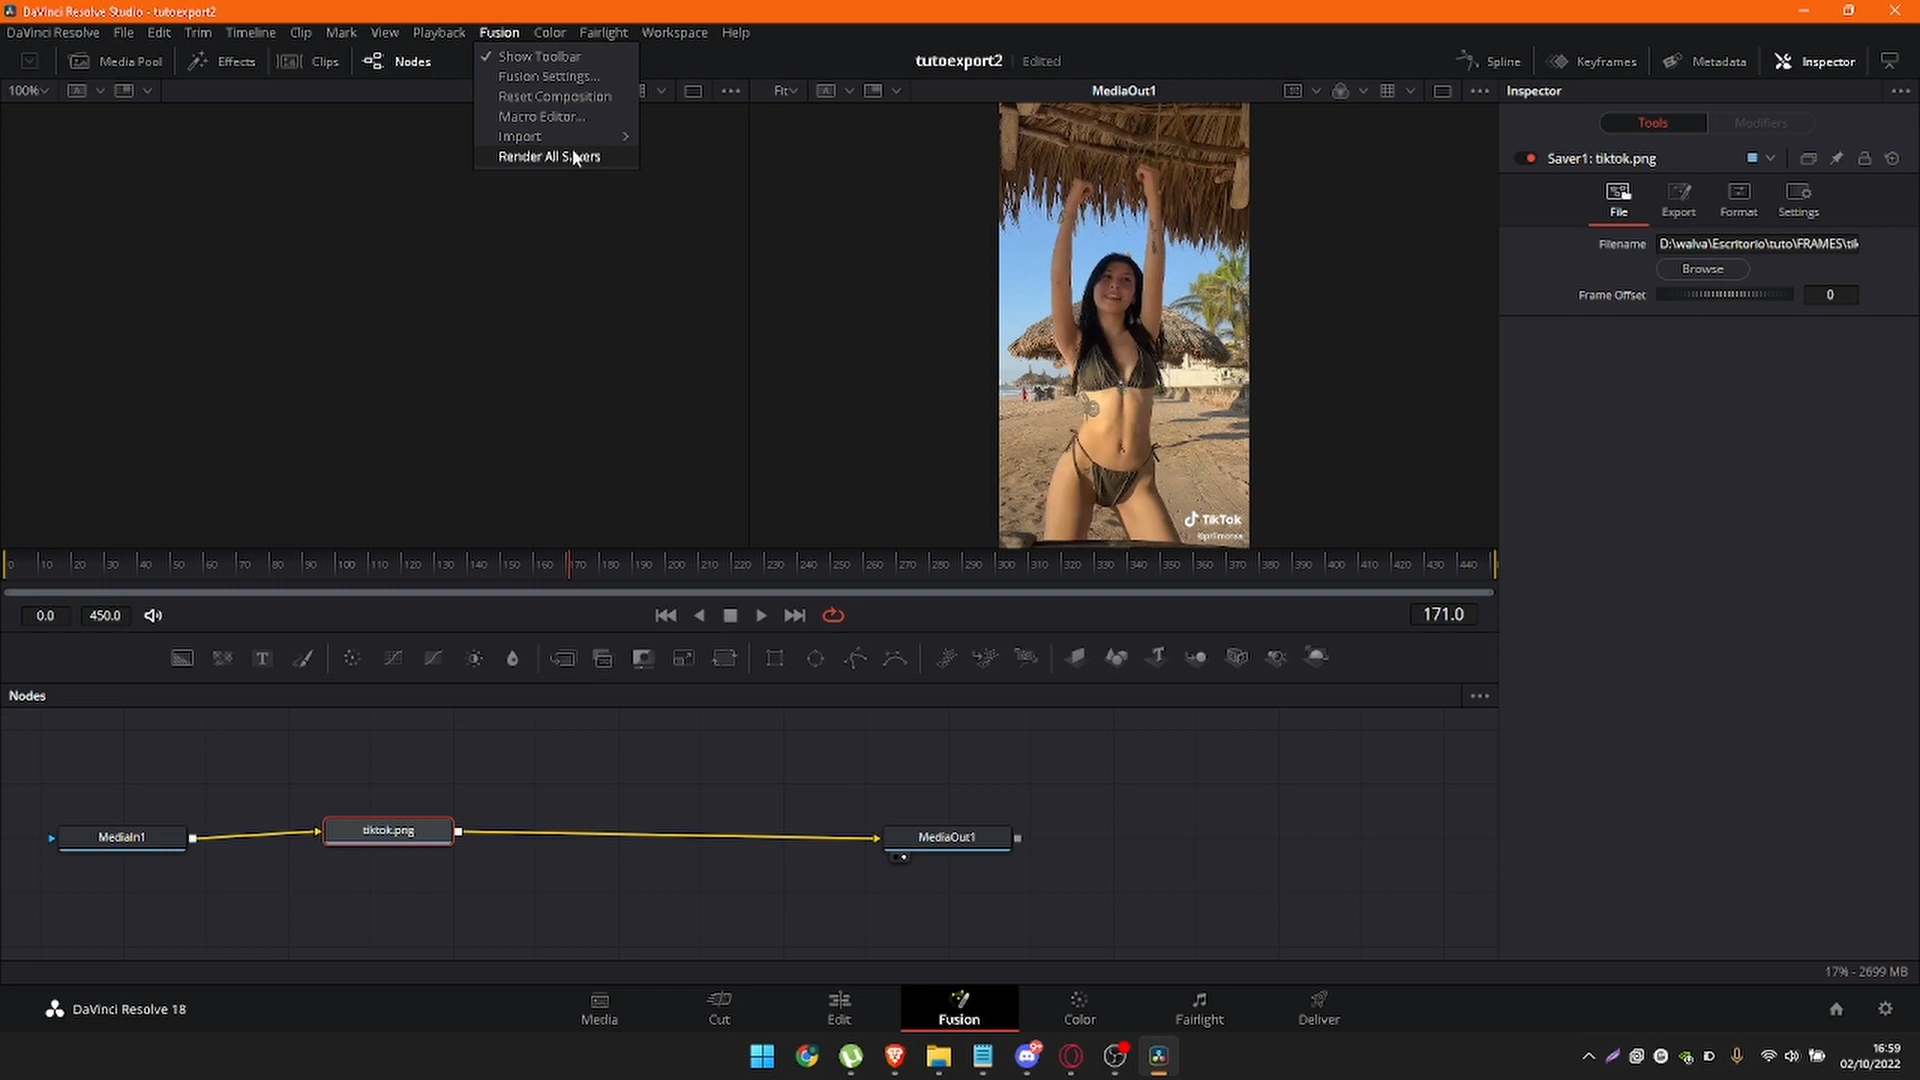 DaVinci Resolve Studio - tutoexport2
DaVinci Resolve File Edit Trim Timeline Clip Mark View Playback Fusion Color Fairlight Workspace Help
Media Pool Effects Clips Nodes
Show Toolbar
Fusion Settings...
Reset Composition
Macro Editor...
Import
Render All Savers
tutoexport2 Edited
Spline Keyframes Metadata Inspector
100%
Fit
MediaOut1
Inspector
Tools Modifiers
Saver1: tiktok.png
File Export Format Settings
Filename D:\walva\Escritorio\tuto\FRAMES\tik
Browse
Frame Offset 0
TikTok
0 10 20 30 40 50 60 70 80 90 100 110 120 130 140 150 160 170 180 190 200 210 220 230 240 250 260 270 280 290 300 310 320 330 340 350 360 370 380 390 400 410 420 430 440
0.0 450.0
171.0
Nodes
MediaIn1
tiktok.png
MediaOut1
17% - 2699 MB
DaVinci Resolve 18
Media Cut Edit Fusion Color Fairlight Deliver
16:59
02/10/2022